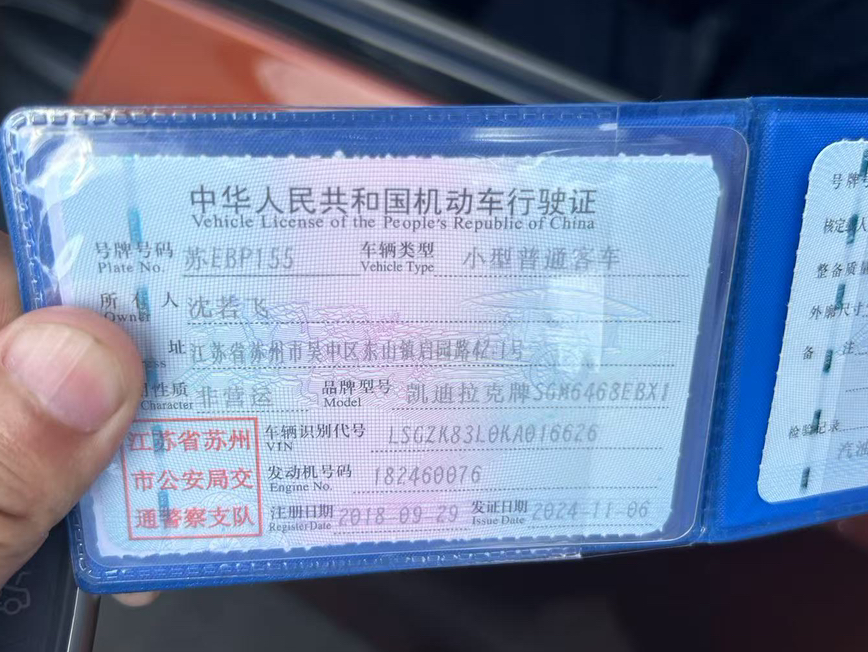 中华人民共和国机动车行驶证
Vehicle License of the People's Republic of China
号牌号码 苏EBP155 车辆类型 小型普通客车
Plate No. Vehicle Type
所有人 沈若飞
Owner
址 江苏省苏州市吴中区东山镇启园路42-1号
ss
性质 非营运 品牌型号 凯迪拉克牌SGM6468EBX1
Character Model
车辆识别代号 LSGZK83L0KA016626
VIN
发动机号码 182460076
Engine No.
注册日期 2018-09-29 发证日期 2024-11-06
Register Date Issue Date
江苏省苏州
市公安局交
通警察支队
号牌
核定 人
整备质量
外廓尺寸
备 注
检验记录
汽油